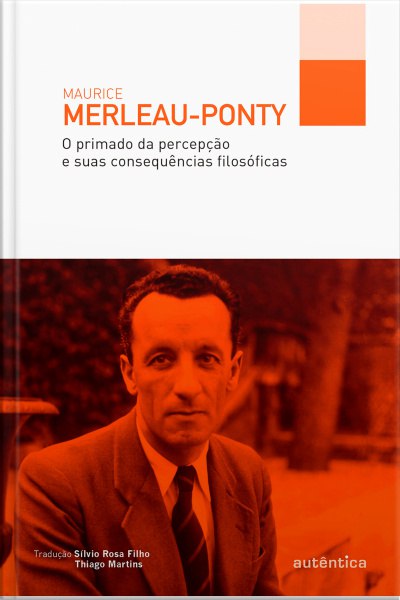 MAURICE
MERLEAU-PONTY
O primado da percepção
e suas consequências filosóficas
Tradução Sílvio Rosa Filho
Thiago Martins
autêntica